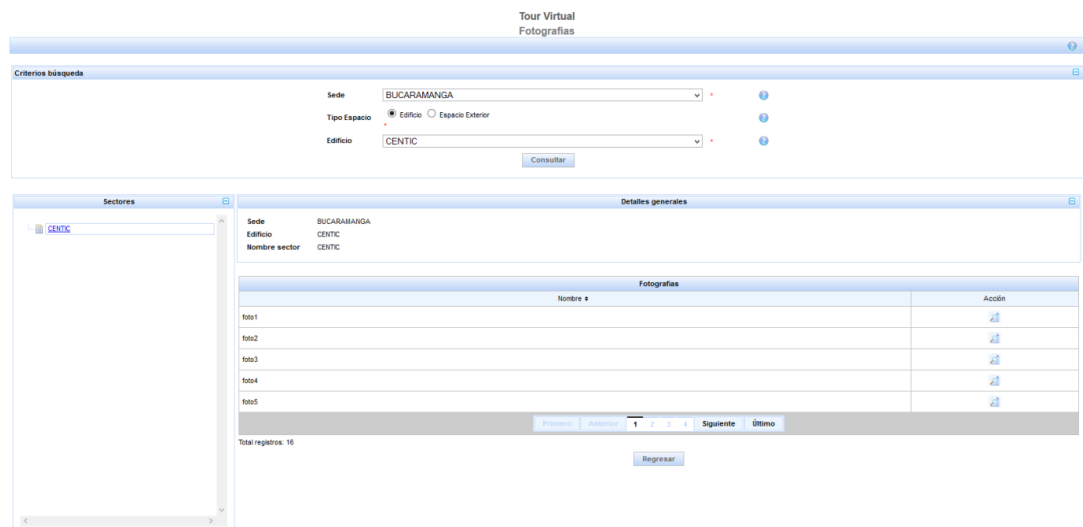 Tour Virtual
Fotografias
Criterios búsqueda
Sede BUCARAMANGA *
Tipo Espacio Edificio Espacio Exterior
*
Edificio CENTIC *
Consultar
Sectores
CENTIC
Detalles generales
Sede BUCARAMANGA
Edificio CENTIC
Nombre sector CENTIC
Fotografias
Nombre Acción
foto1
foto2
foto3
foto4
foto5
Primero Anterior 1 2 3 4 Siguiente Último
Total registros: 16
Regresar